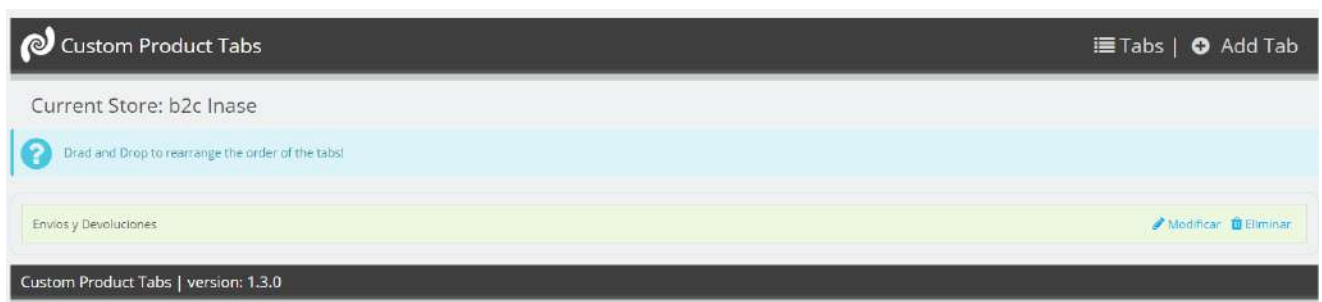 Custom Product Tabs
Tabs | Add Tab
Current Store: b2c Inase
Drad and Drop to rearrange the order of the tabs!
Envios y Devoluciones
Modificar Eliminar
Custom Product Tabs | version: 1.3.0